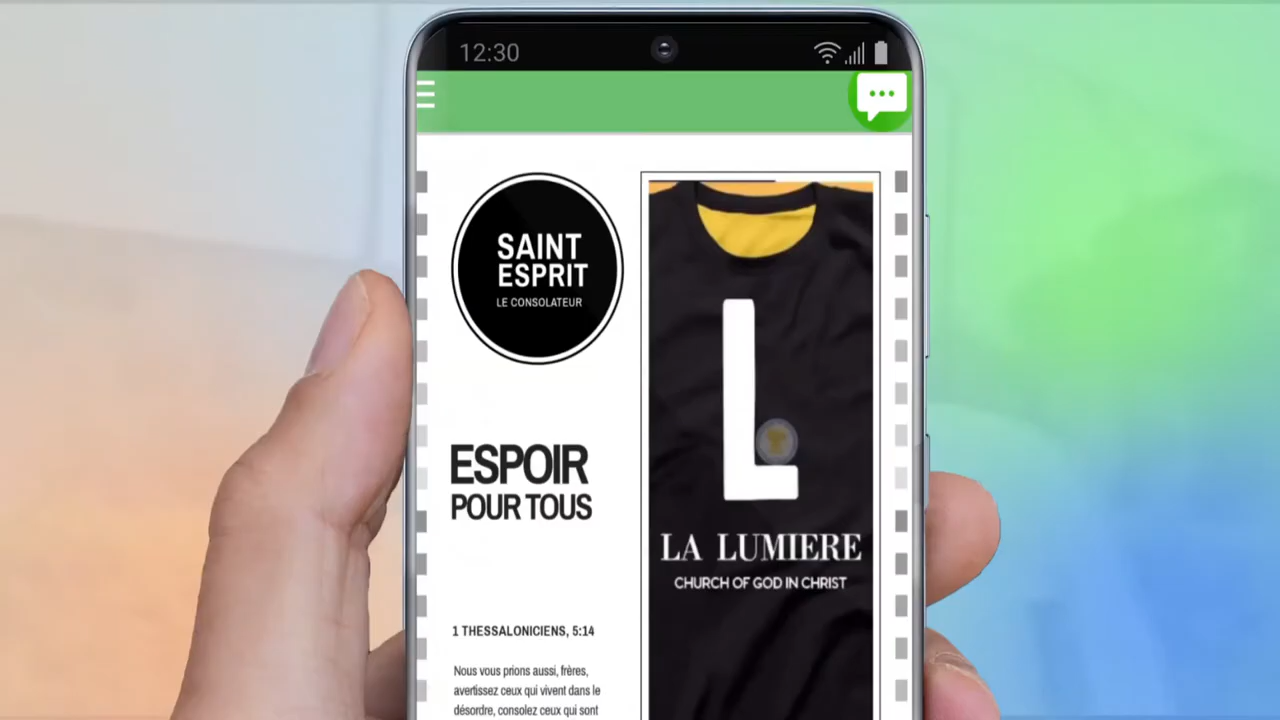 12:30
SAINT
ESPRIT
LE CONSOLATEUR
ESPOIR
POUR TOUS
1 THESSALONICIENS, 5:14
Nous vous prions aussi, frères,
avertissez ceux qui vivent dans le
désordre, consolez ceux qui sont
L
LA LUMIERE
CHURCH OF GOD IN CHRIST